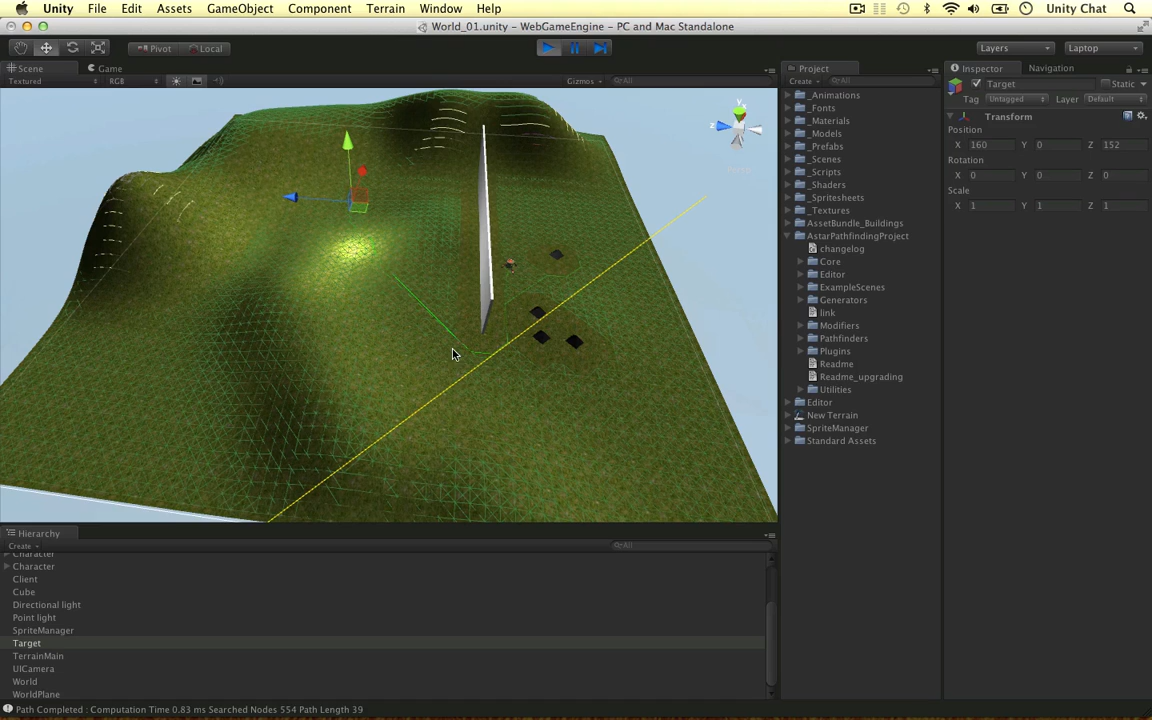 Unity File Edit Assets GameObject Component Terrain Window Help Unity Chat
World_01.unity - WebGameEngine - PC and Mac Standalone
Pivot Local Layers Laptop
Scene Game Project Inspector Navigation
Textured RGB Gizmos All Create
Target Static
Tag Untagged Layer Default
Transform
Position
X 160 Y 0 Z 152
Rotation
X 0 Y 0 Z 0
Scale
X 1 Y 1 Z 1
y
z
_Animations
_Fonts
_Materials
_Models
_Prefabs
_Scenes
_Scripts
_Shaders
_Spritesheets
_Textures
AssetBundle_Buildings
AstarPathfindingProject
changelog
Core
Editor
ExampleScenes
Generators
link
Modifiers
Pathfinders
Plugins
Readme
Readme_upgrading
Utilities
Editor
New Terrain
SpriteManager
Standard Assets
Hierarchy
Create All
Character
Character
Client
Cube
Directional light
Point light
SpriteManager
Target
TerrainMain
UICamera
World
WorldPlane
Path Completed : Computation Time 0.83 ms Searched Nodes 554 Path Length 39